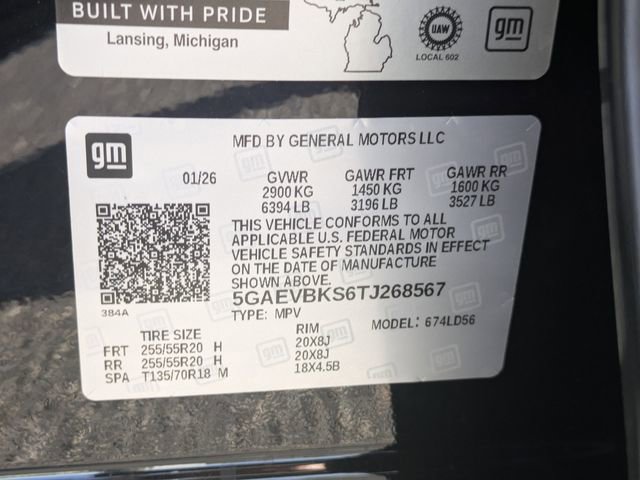 BUILT WITH PRIDE
Lansing, Michigan
UAW
LOCAL 602
gm
gm
MFD BY GENERAL MOTORS LLC
01/26
GVWR GAWR FRT GAWR RR
2900 KG 1450 KG 1600 KG
6394 LB 3196 LB 3527 LB
THIS VEHICLE CONFORMS TO ALL
APPLICABLE U.S. FEDERAL MOTOR
VEHICLE SAFETY STANDARDS IN EFFECT
ON THE DATE OF MANUFACTURE
SHOWN ABOVE.
384A
5GAEVBKS6TJ268567
TYPE: MPV MODEL: 674LD56
TIRE SIZE RIM
FRT 255/55R20 H 20X8J
RR 255/55R20 H 20X8J
SPA T135/70R18 M 18X4.5B